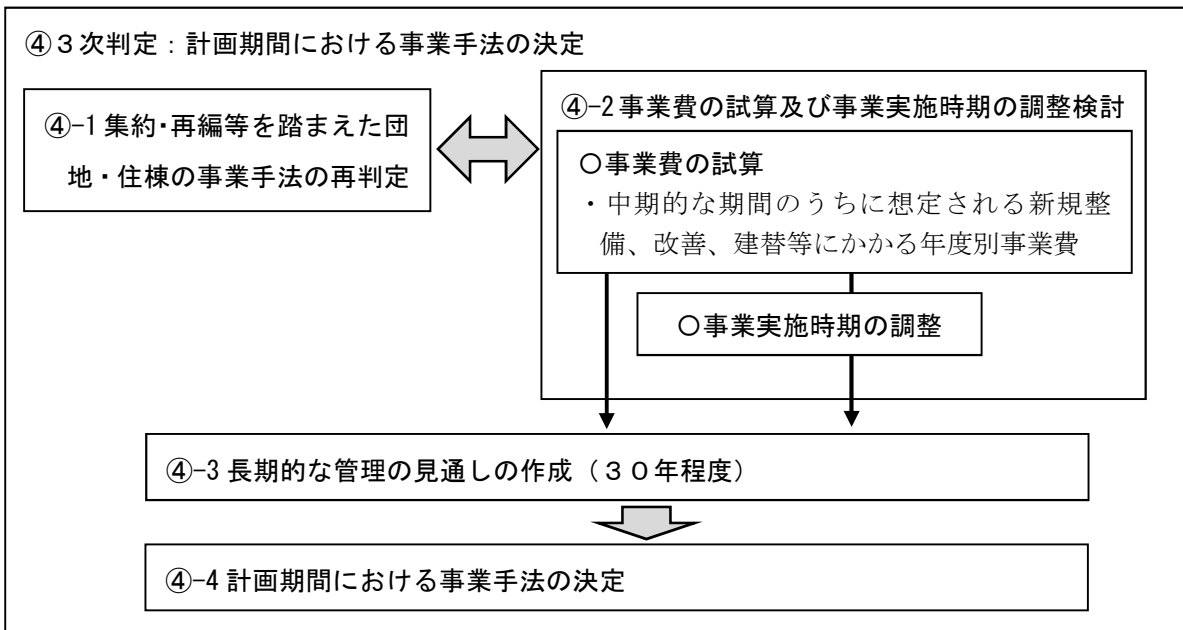 ④３次判定：計画期間における事業手法の決定
④-1 集約・再編等を踏まえた団
地・住棟の事業手法の再判定
④-2 事業費の試算及び事業実施時期の調整検討
〇事業費の試算
・中期的な期間のうちに想定される新規整
備、改善、建替等にかかる年度別事業費
〇事業実施時期の調整
④-3 長期的な管理の見通しの作成（３０年程度）
④-4 計画期間における事業手法の決定